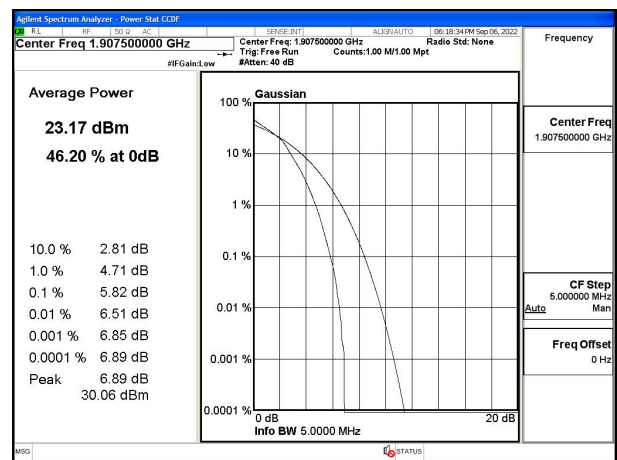 Agilent Spectrum Analyzer - Power Stat CCDF
RL RF 50 Ω AC SENSE:INT ALIGN AUTO 06:18:34 PM Sep 06, 2022
Center Freq 1.907500000 GHz
Center Freq: 1.907500000 GHz Radio Std: None
Trig: Free Run Counts:1.00 M/1.00 Mpt
#IFGain:Low #Atten: 40 dB
Frequency
Average Power
23.17 dBm
46.20 % at 0dB
10.0 % 2.81 dB
1.0 % 4.71 dB
0.1 % 5.82 dB
0.01 % 6.51 dB
0.001 % 6.85 dB
0.0001 % 6.89 dB
Peak 6.89 dB
30.06 dBm
Gaussian
100 %
10 %
1 %
0.1 %
0.01 %
0.001 %
0.0001 %
0 dB 20 dB
Info BW 5.0000 MHz
Center Freq
1.907500000 GHz
CF Step
5.000000 MHz
Auto Man
Freq Offset
0 Hz
MSG STATUS